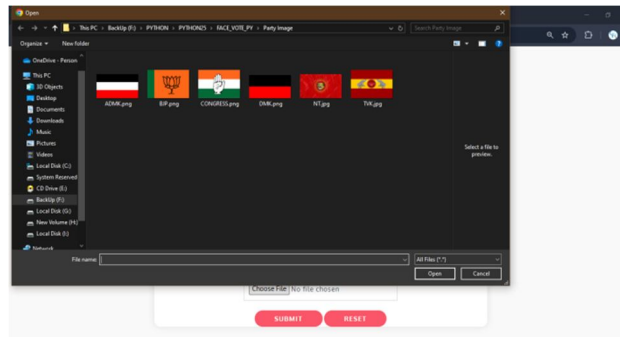 Open
This PC › BackUp (F:) › PYTHON › PYTHON25 › FACE_VOTE_PY › Party Image
Search Party Image
Organize
New folder
OneDrive - Person
This PC
3D Objects
Desktop
Documents
Downloads
Music
Pictures
Videos
Local Disk (C:)
System Reserved
CD Drive (E:)
BackUp (F:)
Local Disk (G:)
New Volume (H:)
Local Disk (I:)
Network
ADMK.png
BJP.png
CONGRESS.png
DMK.png
NT.jpg
TVK.jpg
Select a file to
preview.
File name:
All Files (*.*)
Open
Cancel
Choose File No file chosen
SUBMIT
RESET